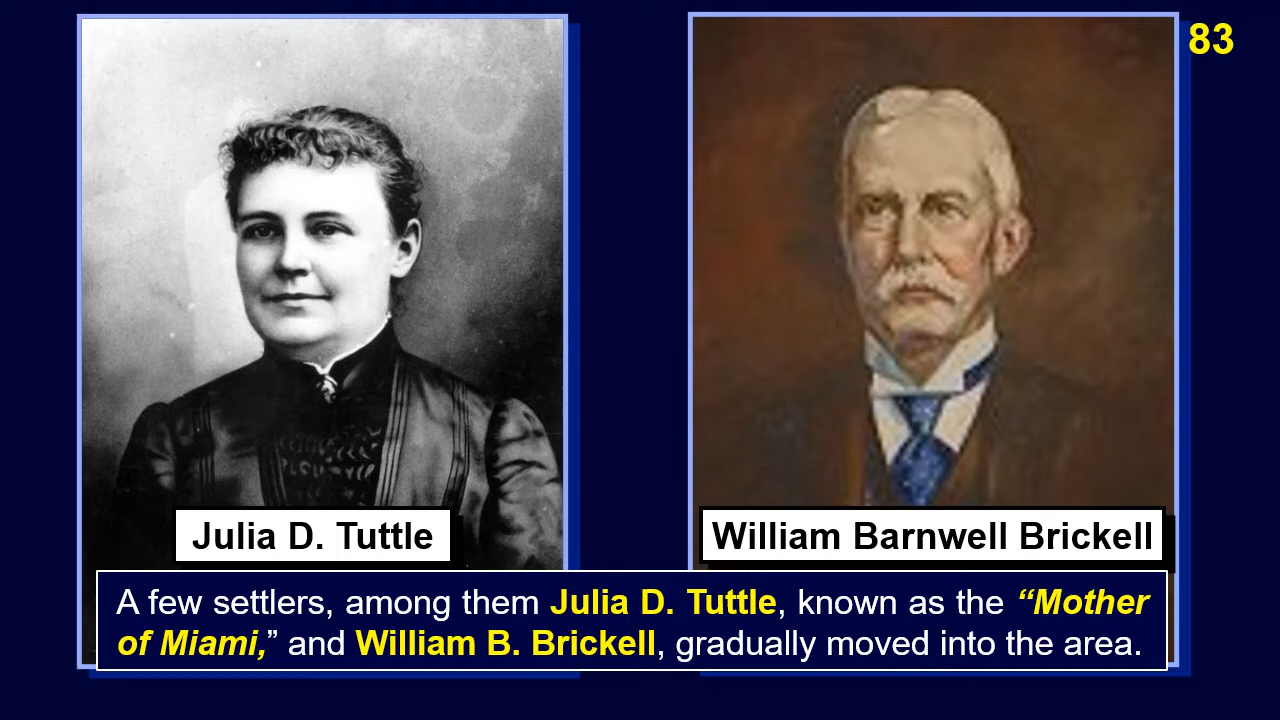 83
Julia D. Tuttle
William Barnwell Brickell
A few settlers, among them Julia D. Tuttle, known as the “Mother
of Miami,” and William B. Brickell, gradually moved into the area.